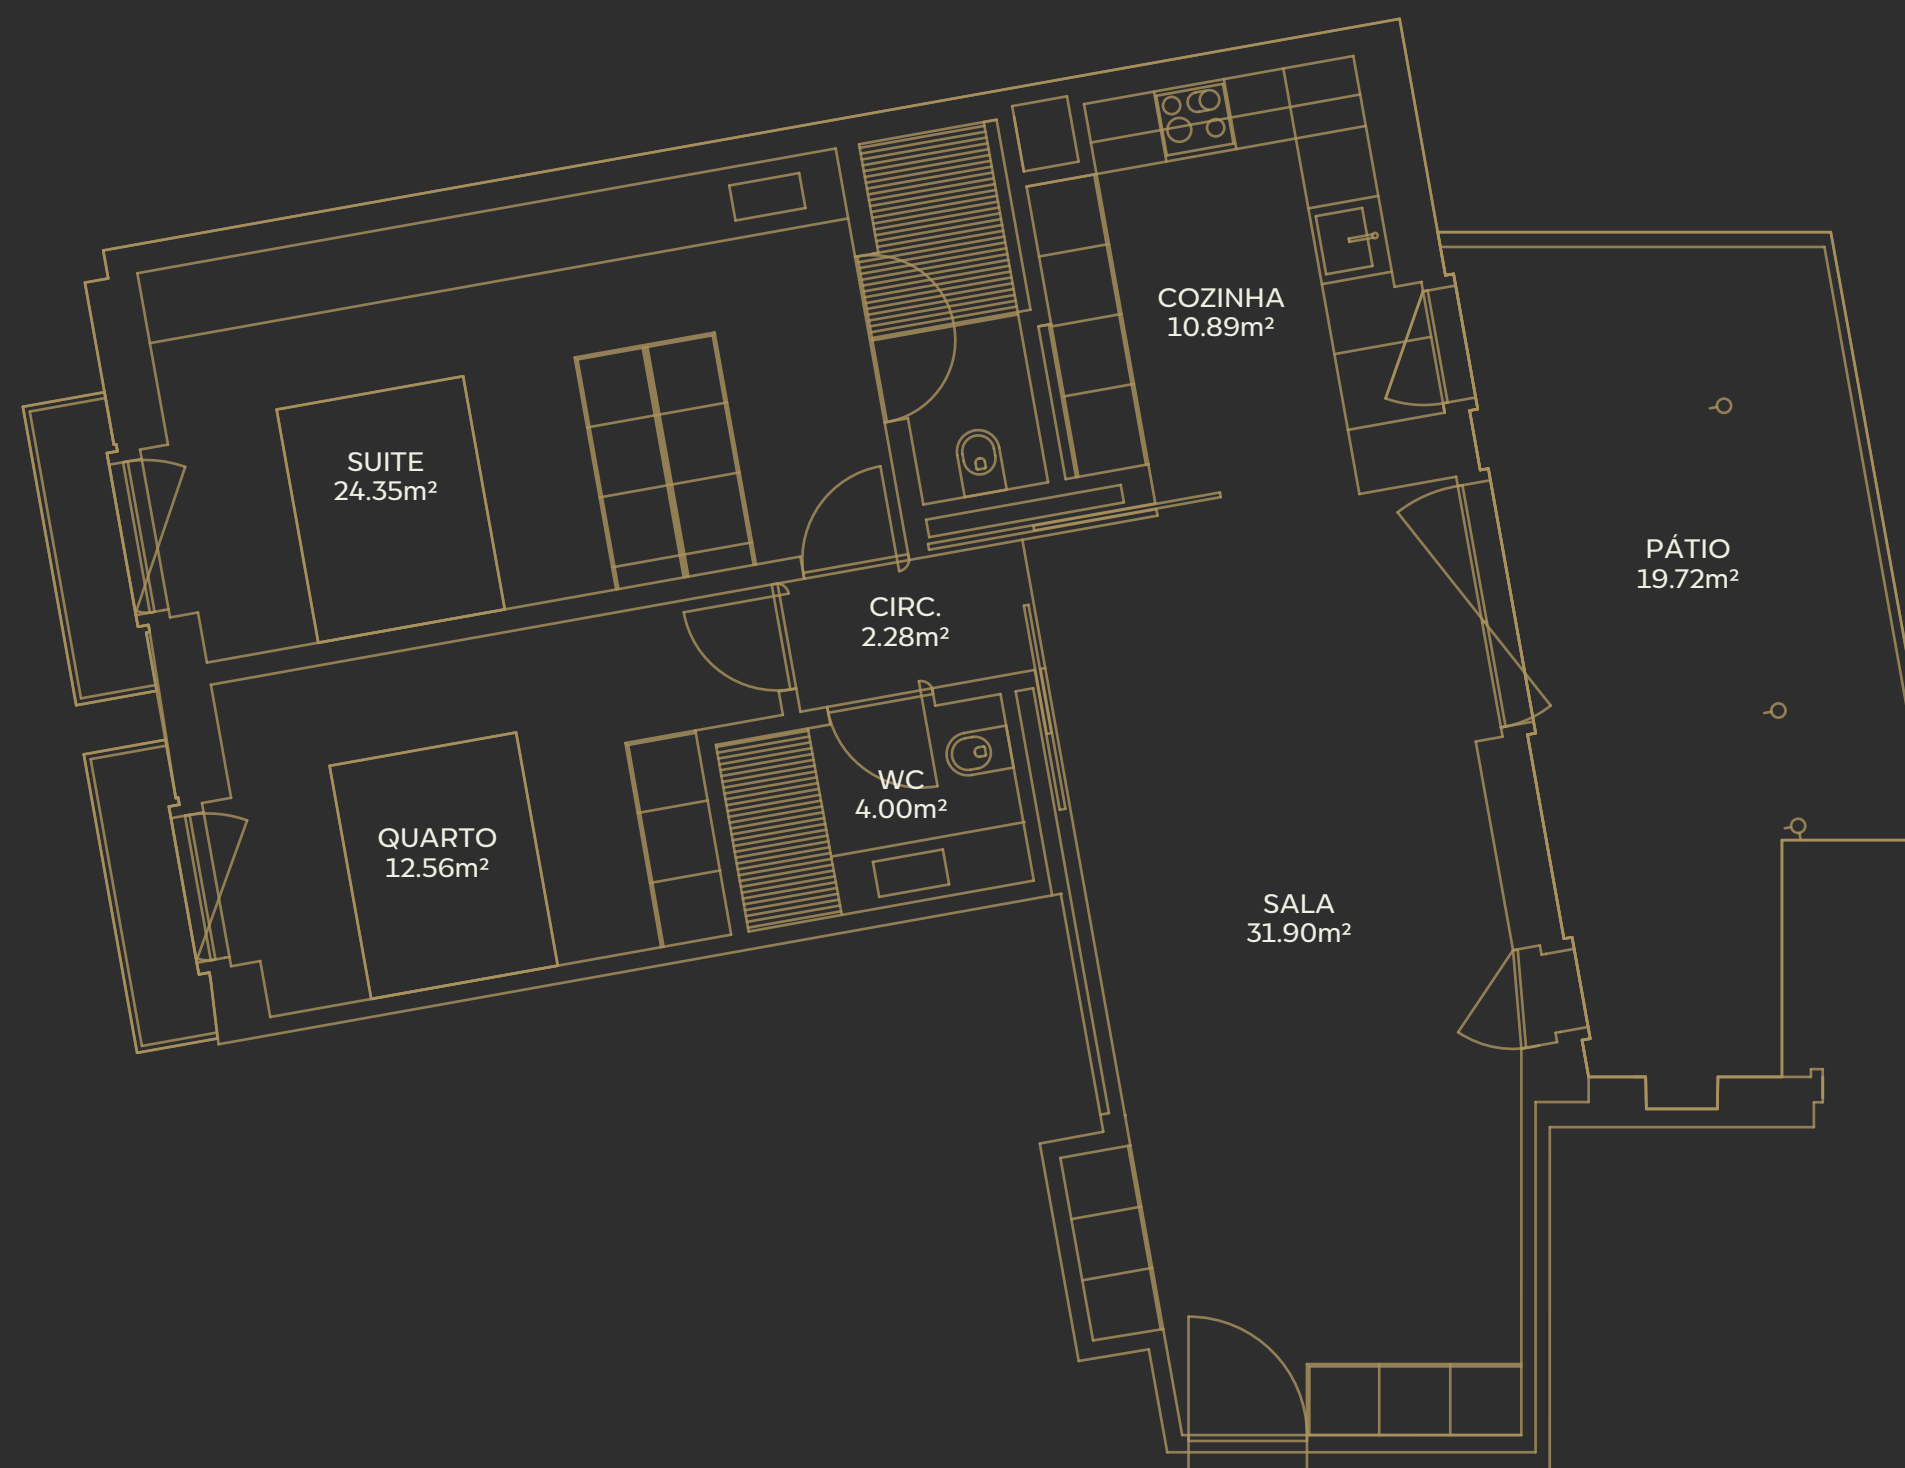 COZINHA
10.89m²
SUITE
24.35m²
PÁTIO
19.72m²
CIRC.
2.28m²
WC
4.00m²
QUARTO
12.56m²
SALA
31.90m²